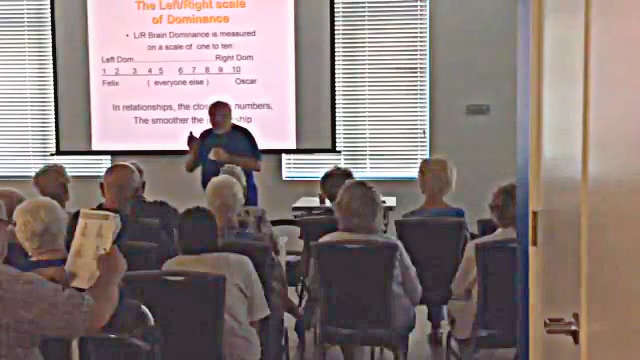 The Left/Right scale
of Dominance
• L/R Brain Dominance is measured
on a scale of one to ten:
Left Dom Right Dom
1 2 3 4 5 6 7 8 9 10
Felix ( everyone else ) Oscar
In relationships, the numbers,
The smoother the